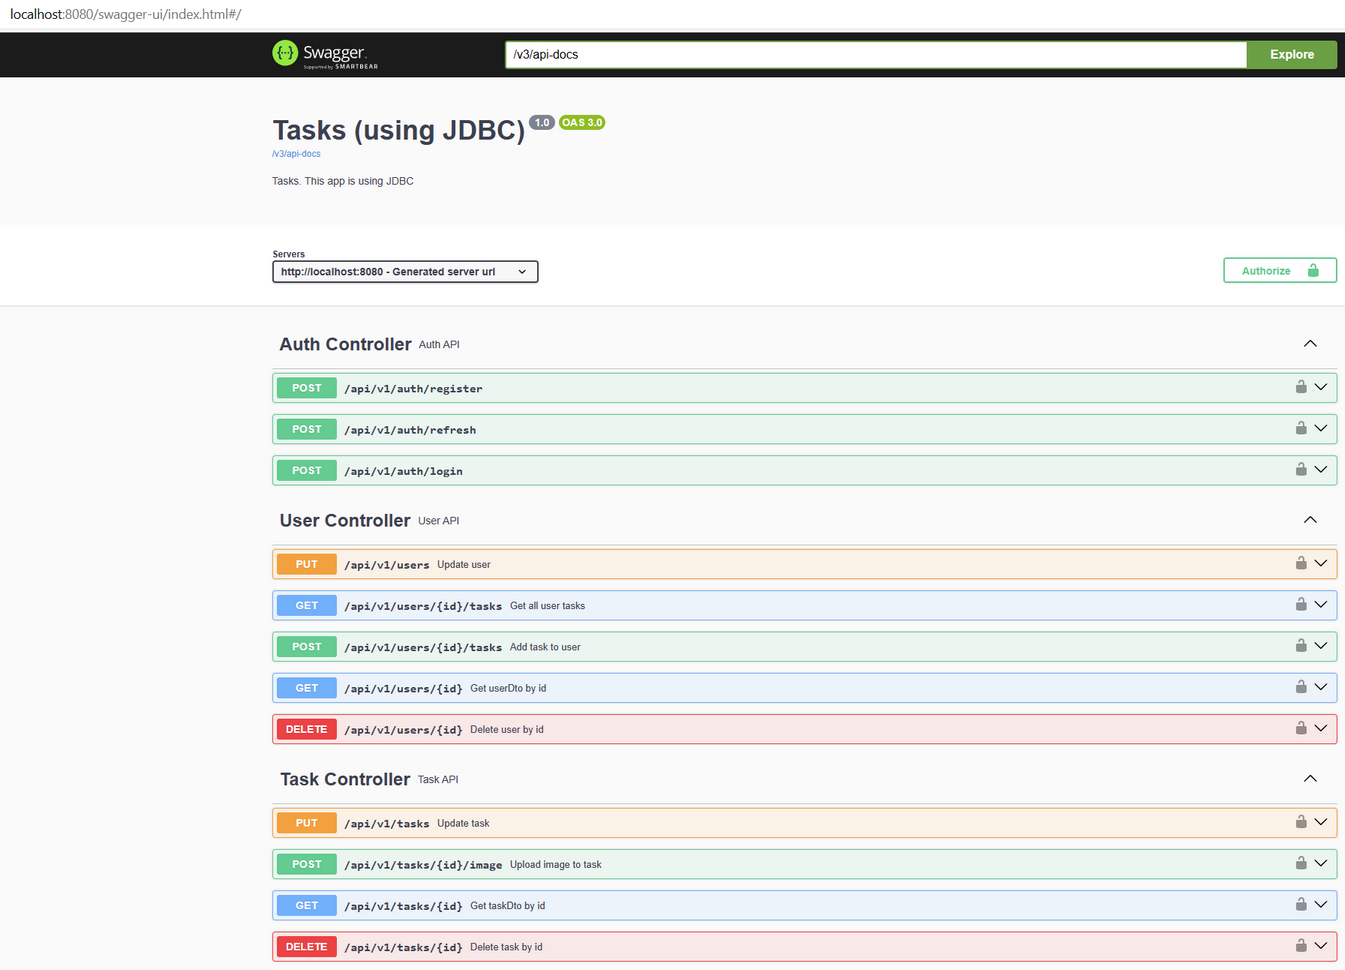 localhost:8080/swagger-ui/index.html#/
Swagger.
Supported by SMARTBEAR
/v3/api-docs
Explore
Tasks (using JDBC) 1.0 OAS 3.0
/v3/api-docs
Tasks. This app is using JDBC
Servers
http://localhost:8080 - Generated server url
Authorize
Auth Controller Auth API
POST /api/v1/auth/register
POST /api/v1/auth/refresh
POST /api/v1/auth/login
User Controller User API
PUT /api/v1/users Update user
GET /api/v1/users/{id}/tasks Get all user tasks
POST /api/v1/users/{id}/tasks Add task to user
GET /api/v1/users/{id} Get userDto by id
DELETE /api/v1/users/{id} Delete user by id
Task Controller Task API
PUT /api/v1/tasks Update task
POST /api/v1/tasks/{id}/image Upload image to task
GET /api/v1/tasks/{id} Get taskDto by id
DELETE /api/v1/tasks/{id} Delete task by id